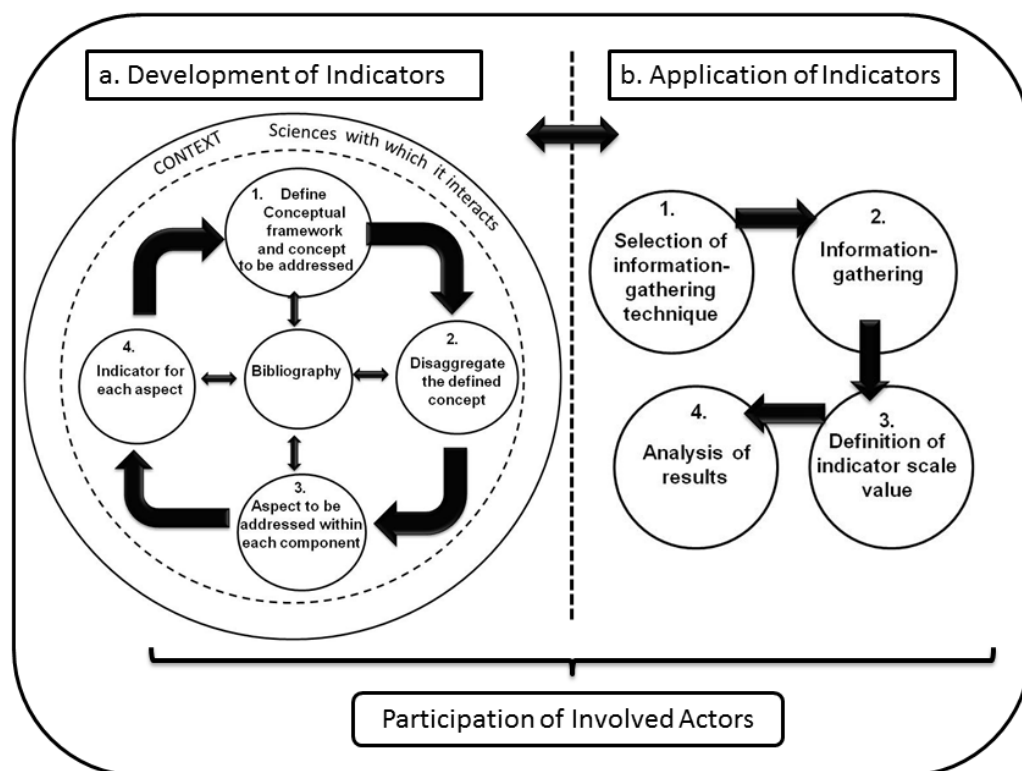 a. Development of Indicators
CONTEXT
Sciences with which it interacts
1. Define
Conceptual
framework
and concept
to be addressed
2.
Disaggregate
the defined
concept
3.
Aspect to be
addressed within
each component
4.
Indicator for
each aspect
Bibliography
b. Application of Indicators
1.
Selection of
information-
gathering
technique
2.
Information-
gathering
3.
Definition of
indicator scale
value
4.
Analysis of
results
Participation of Involved Actors